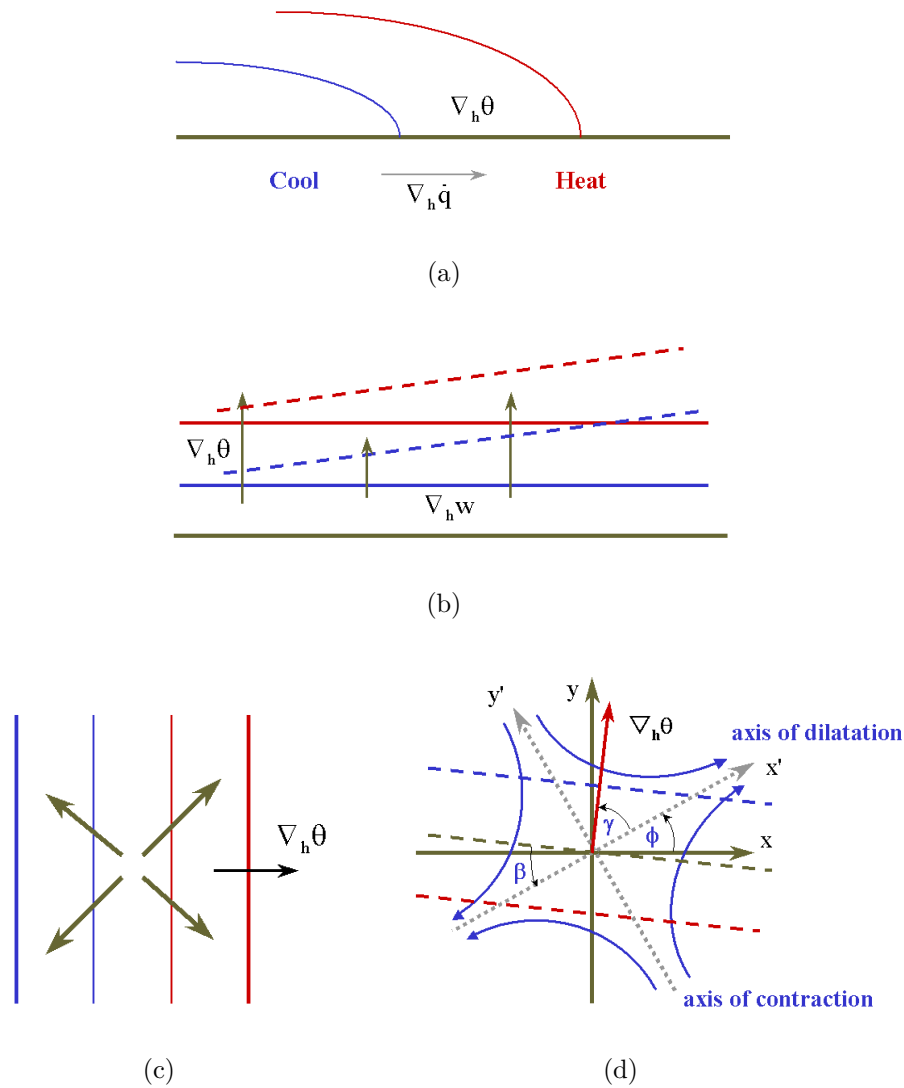 ∇ₕθ
Cool
Heat
∇ₕq̇
(a)
∇ₕθ
∇ₕw
(b)
∇ₕθ
(c)
y
y'
∇ₕθ
axis of dilatation
x'
γ
ϕ
x
β
axis of contraction
(d)